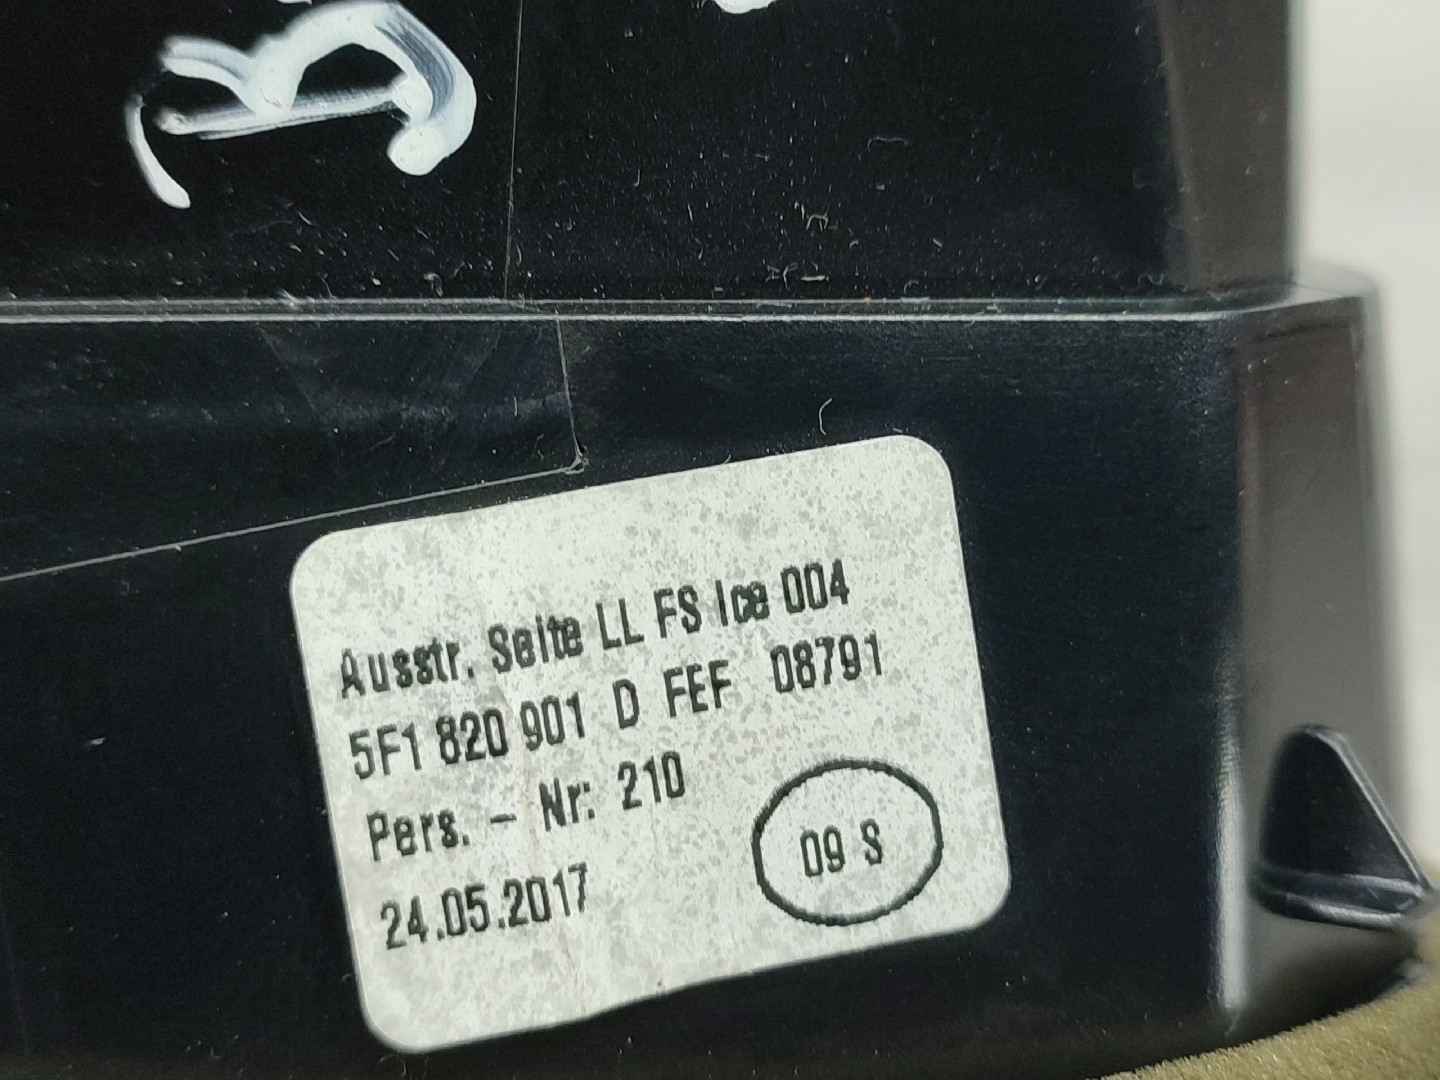 B
Ausstr. Seite LL FS Ice 004
5F1 820 901 D FEF 08791
Pers. - Nr: 210
09 S
24.05.2017